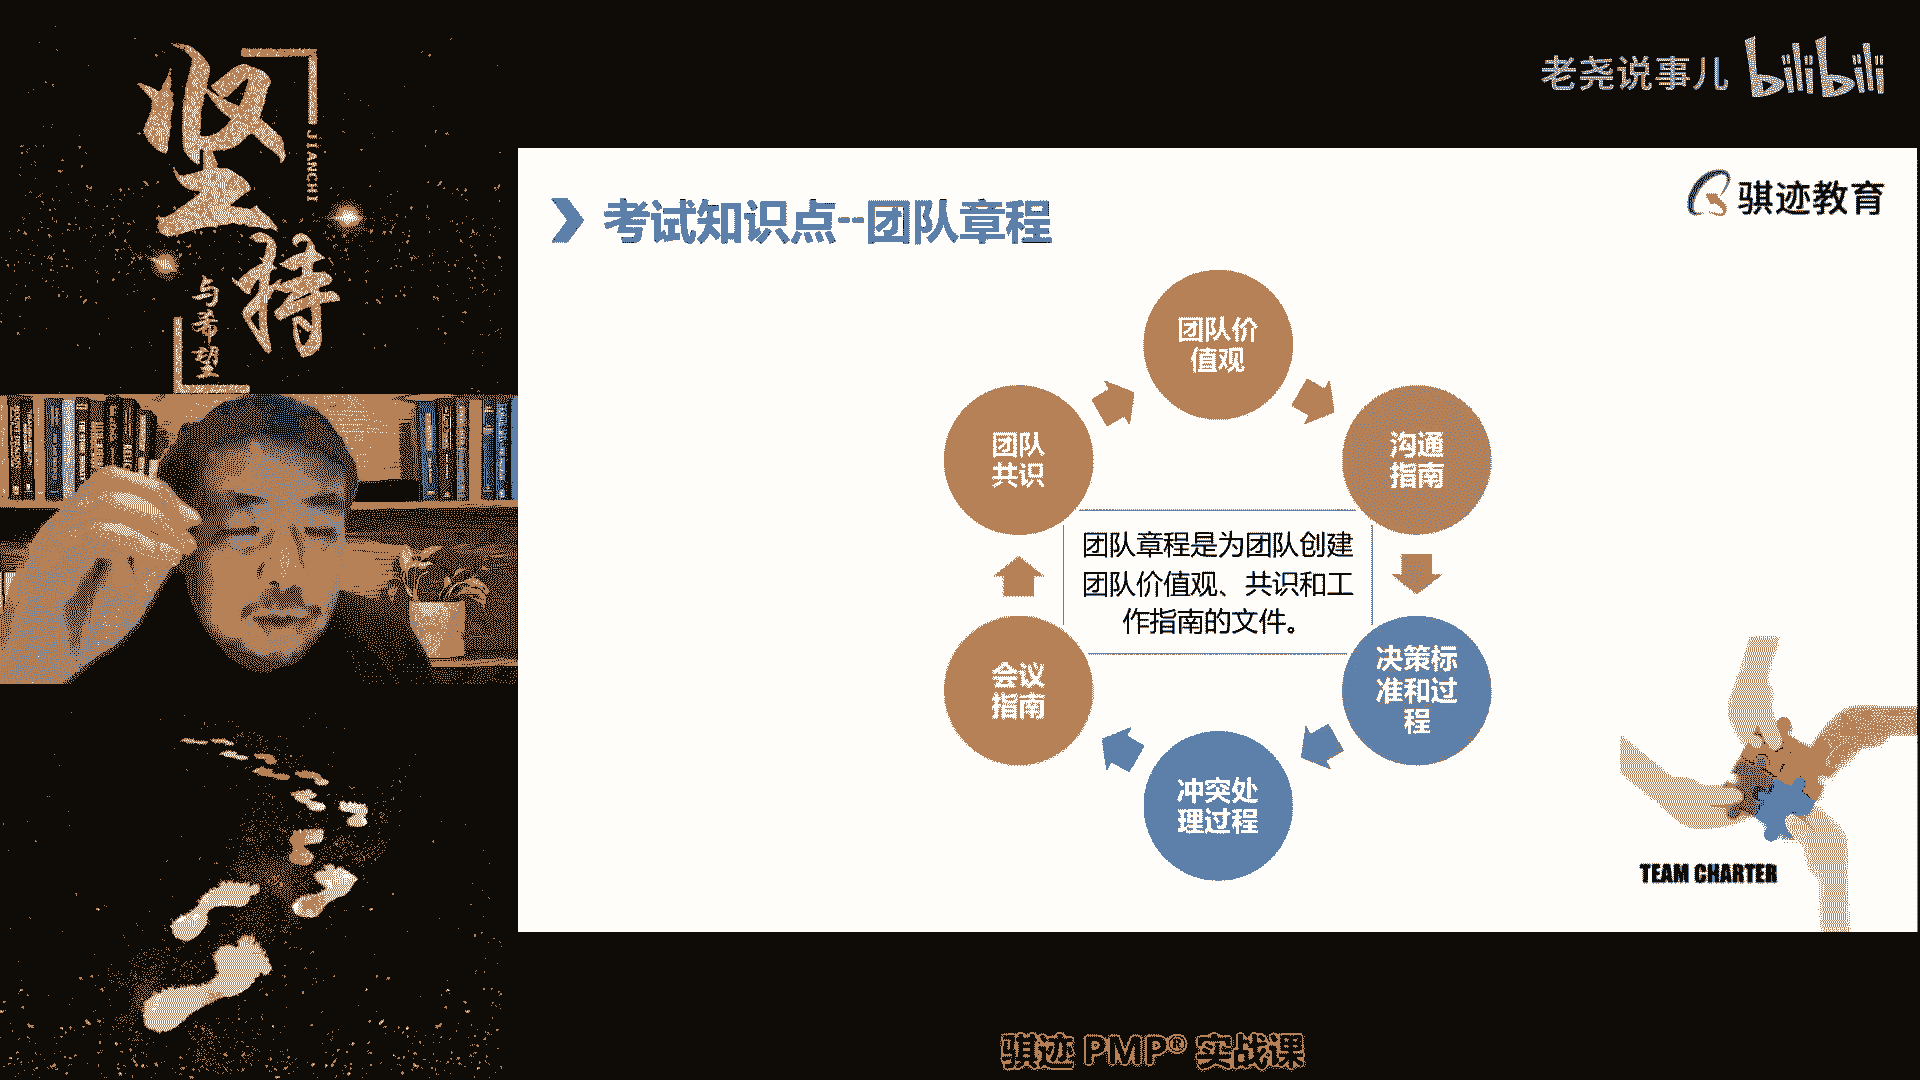 坚持
JIANCHI
与希望
老尧说事儿 bilibili
骐迹教育
考试知识点--团队章程
团队价
值观
团队
共识
沟通
指南
团队章程是为团队创建
团队价值观、共识和工
作指南的文件。
会议
指南
决策标
准和过
程
冲突处
理过程
TEAM CHARTER
骐迹 PMP® 实战课